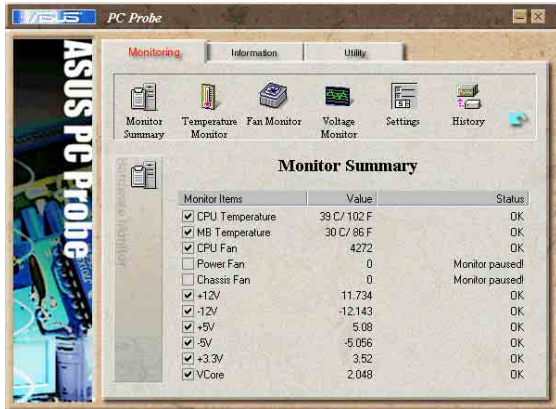 ASUS PC Probe
Monitoring Information Utility
ASUS PC Probe
Monitor Summary
Temperature Monitor
Fan Monitor
Voltage Monitor
Settings
History
Hardware Monitor
Monitor Summary
Monitor Items Value Status
CPU Temperature 39 C/ 102 F OK
MB Temperature 30 C/ 86 F OK
CPU Fan 4272 OK
Power Fan 0 Monitor paused!
Chassis Fan 0 Monitor paused!
+12V 11.734 OK
-12V -12.143 OK
+5V 5.08 OK
-5V -5.056 OK
+3.3V 3.52 OK
VCore 2.048 OK